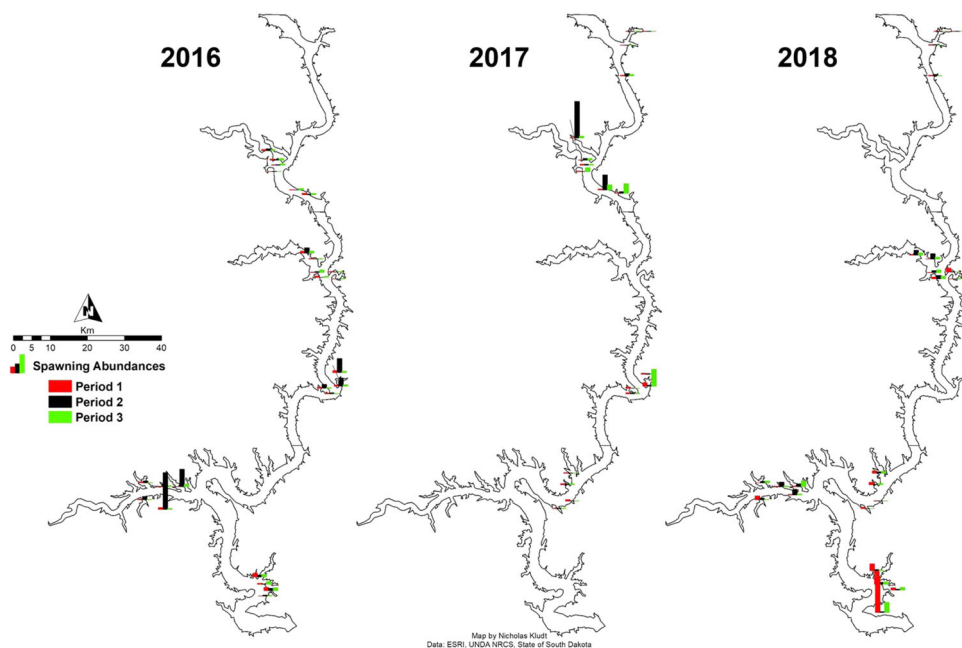 2016
2017
2018
N
Km
0 5 10 20 30 40
Spawning Abundances
Period 1
Period 2
Period 3
Map by Nicholas Kludt
Data: ESRI, UNDA NRCS, State of South Dakota